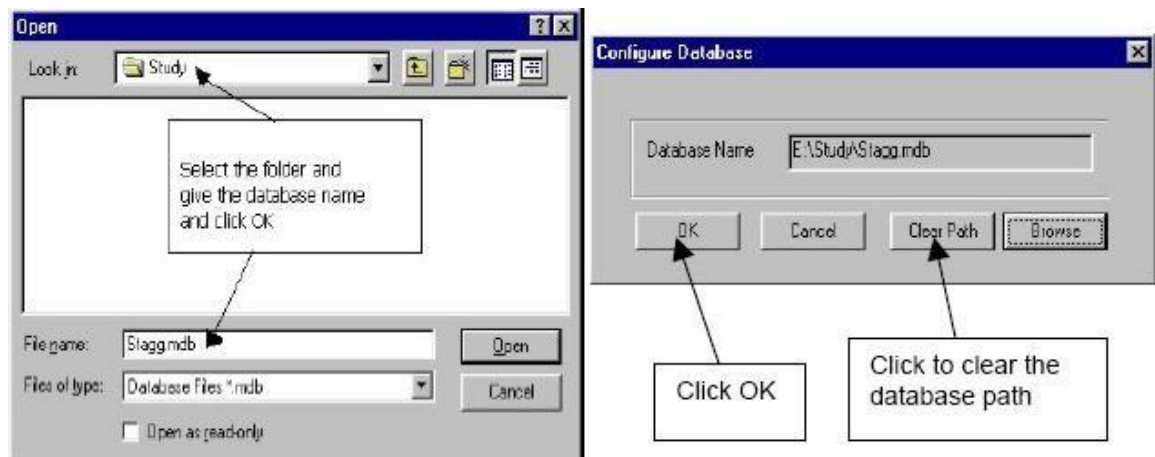 Open
Look in:
Study
Select the folder and
give the database name
and click OK
File name:
Stagg.mdb
Open
Files of type:
Database Files *.mdb
Cancel
Open as read-only
Configure Database
Database Name
E:\Study\Stagg.mdb
OK
Cancel
Clear Path
Browse
Click OK
Click to clear the
database path